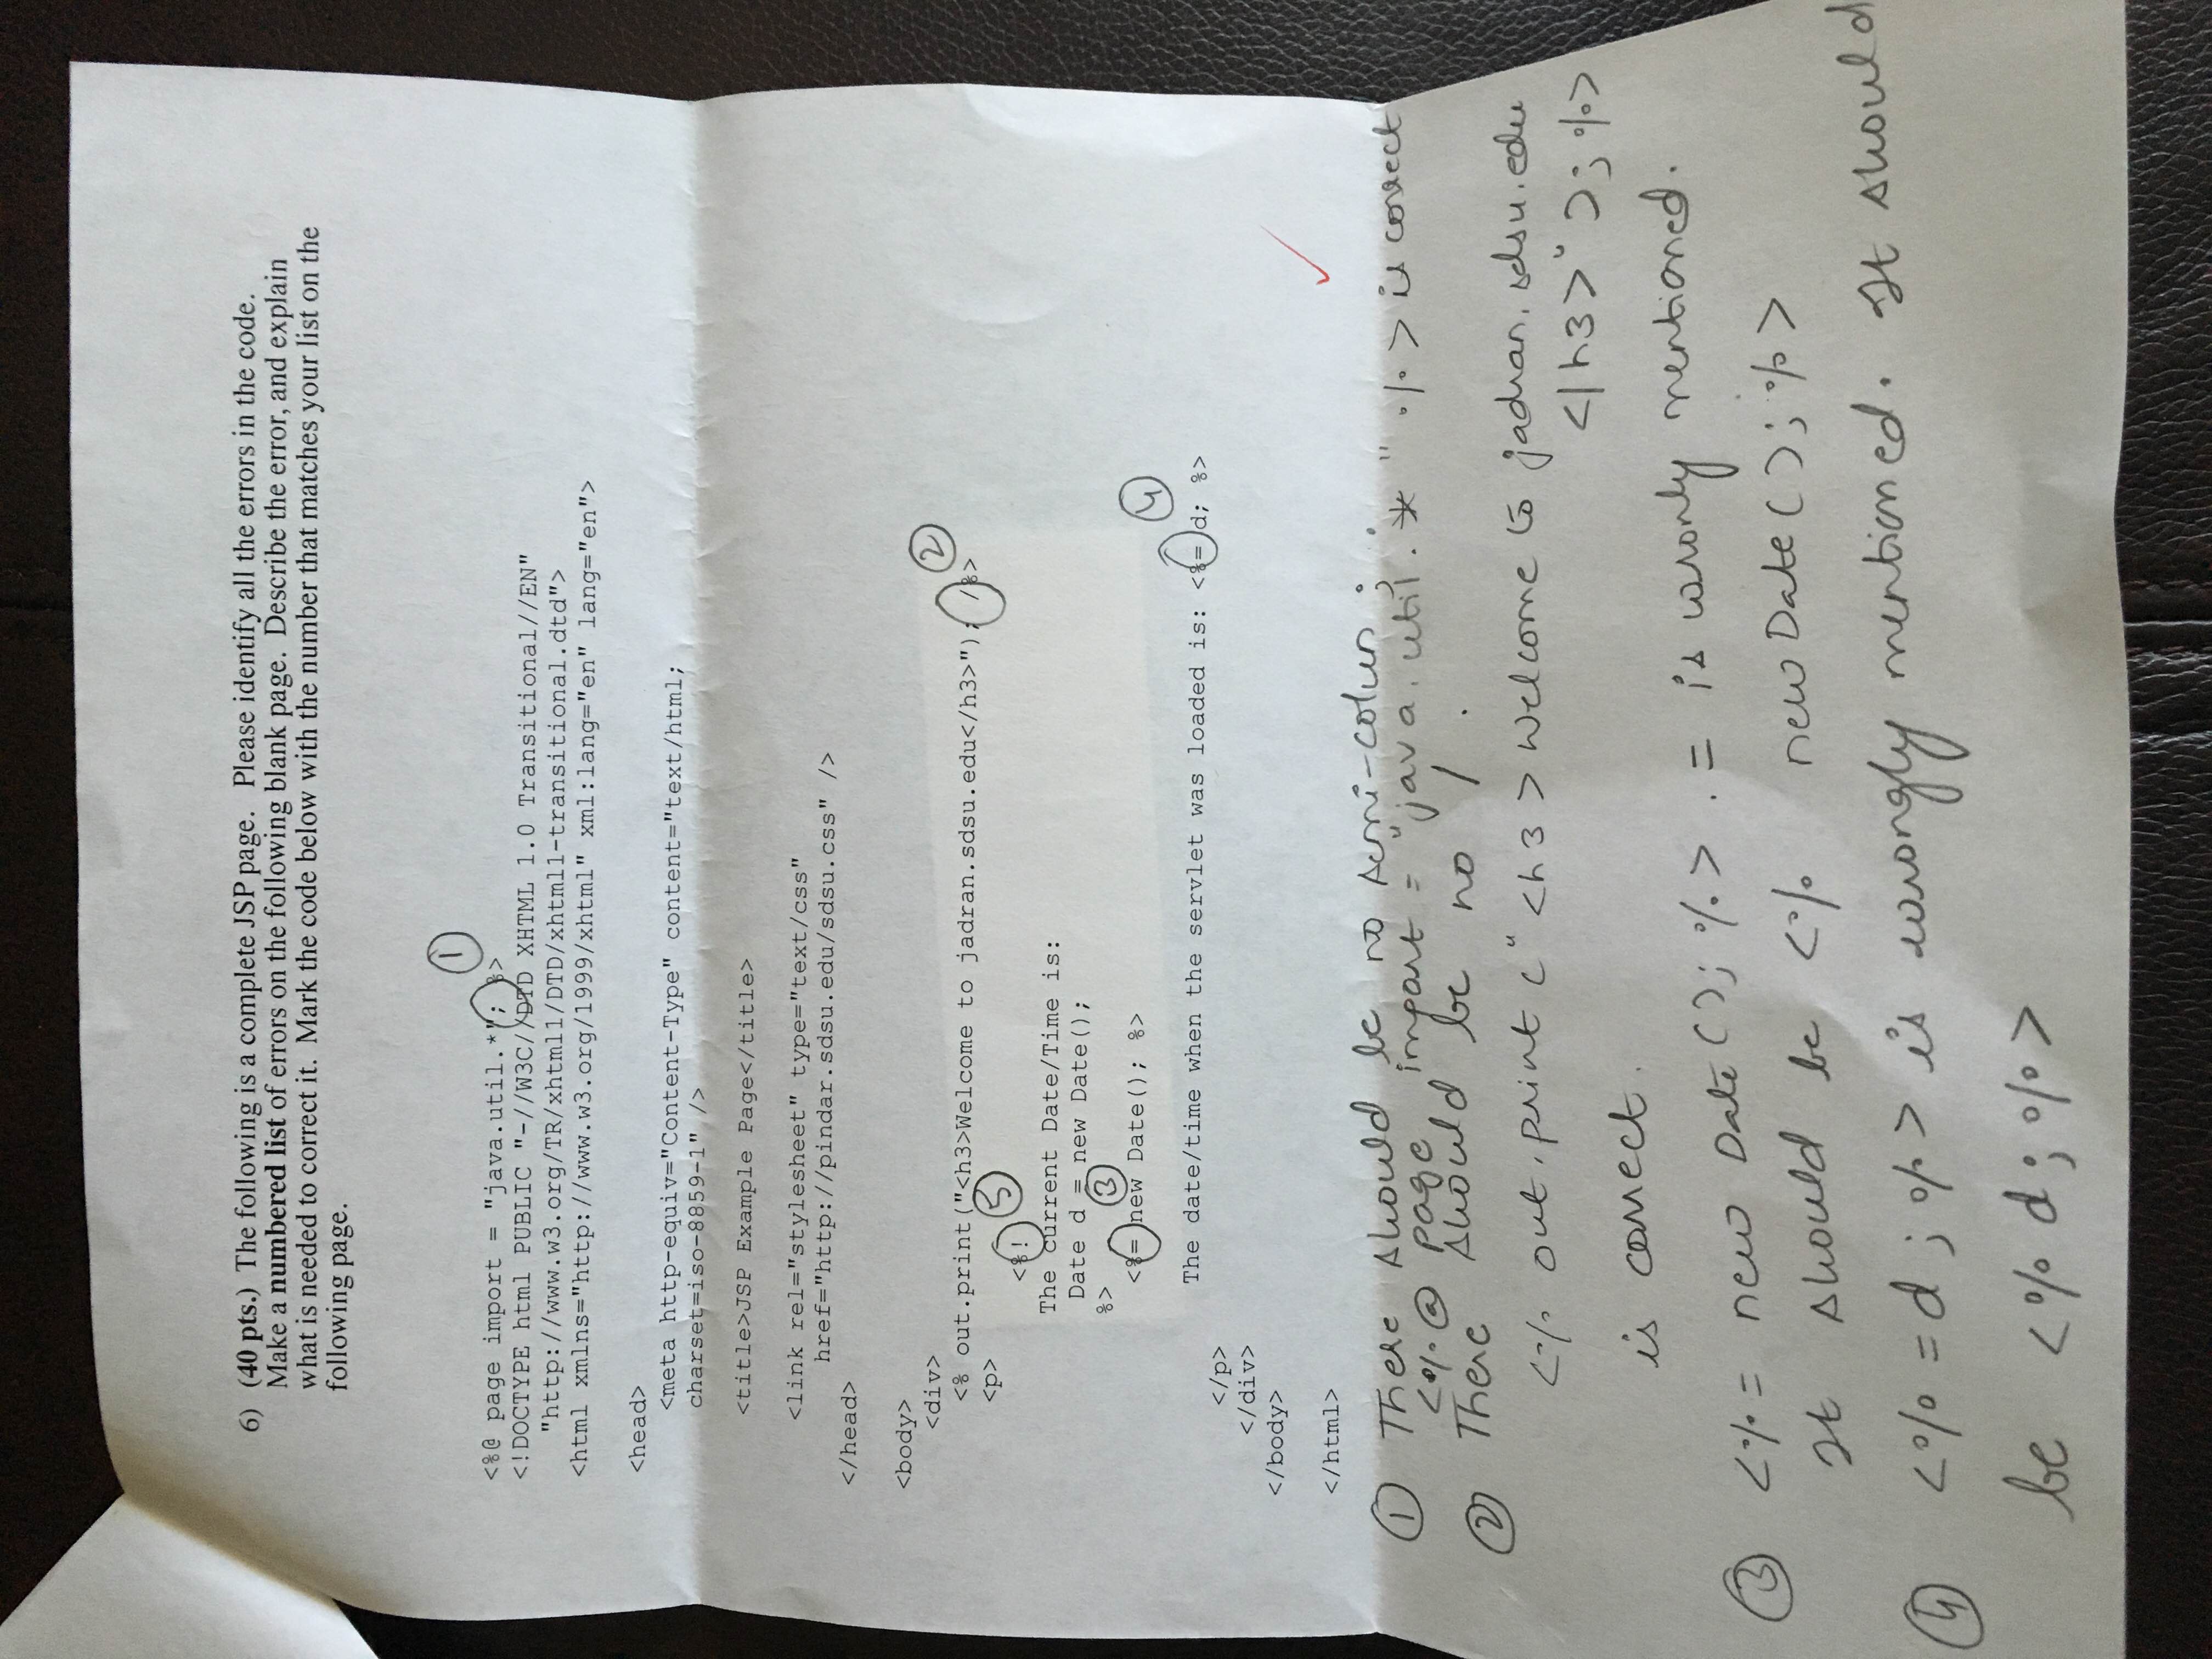 6) (40 pts.) The following is a complete JSP page. Please identify all the errors in the code.
Make a numbered list of errors on the following blank page. Describe the error, and explain
what is needed to correct it. Mark the code below with the number that matches your list on the
following page.
1
<%@ page import = "java.util.*"; %>
<!DOCTYPE html PUBLIC "-//W3C//DTD XHTML 1.0 Transitional//EN"
"http://www.w3.org/TR/xhtml1/DTD/xhtml1-transitional.dtd">
<html xmlns="http://www.w3.org/1999/xhtml" xml:lang="en" lang="en">
<head>
<meta http-equiv="Content-Type" content="text/html;
charset=iso-8859-1" />
<title>JSP Example Page</title>
<link rel="stylesheet" type="text/css"
href="http://pindar.sdsu.edu/sdsu.css" />
</head>
<body>
<div>
2
<% out.print("<h3>Welcome to jadran.sdsu.edu</h3>"); /%>
<p>
5
<%!
The current Date/Time is:
Date d = new Date();
%>
3
<%= new Date(); %>
4
The date/time when the servlet was loaded is: <%= d; %>
</p>
</div>
</body>
</html>
1 There should be no semi-colun ; .
<%@ page import = "java.util.*" %> is correct
2 There should be no / .
<% out.print ("<h3>Welcome to jadran.sdsu.edu
</h3>"); %>
is correct.
3 <%= new Date(); %> . = is wronly mentioned.
It should be <% new Date(); %>
4 <%=d; %> is wrongly mentioned. It should
be <% d; %>